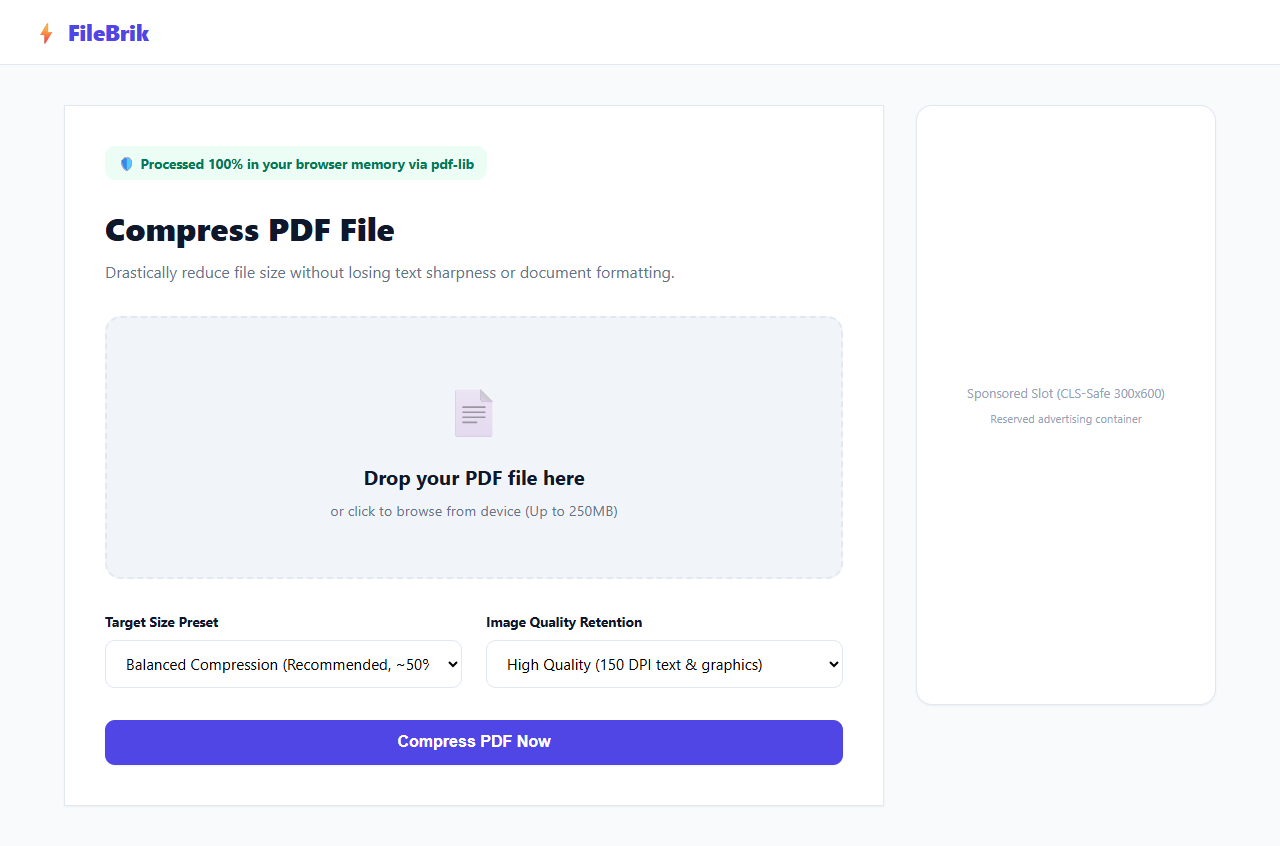 FileBrik
Processed 100% in your browser memory via pdf-lib
Compress PDF File
Drastically reduce file size without losing text sharpness or document formatting.
Drop your PDF file here
or click to browse from device (Up to 250MB)
Target Size Preset
Balanced Compression (Recommended, ~50%
Image Quality Retention
High Quality (150 DPI text & graphics)
Compress PDF Now
Sponsored Slot (CLS-Safe 300x600)
Reserved advertising container